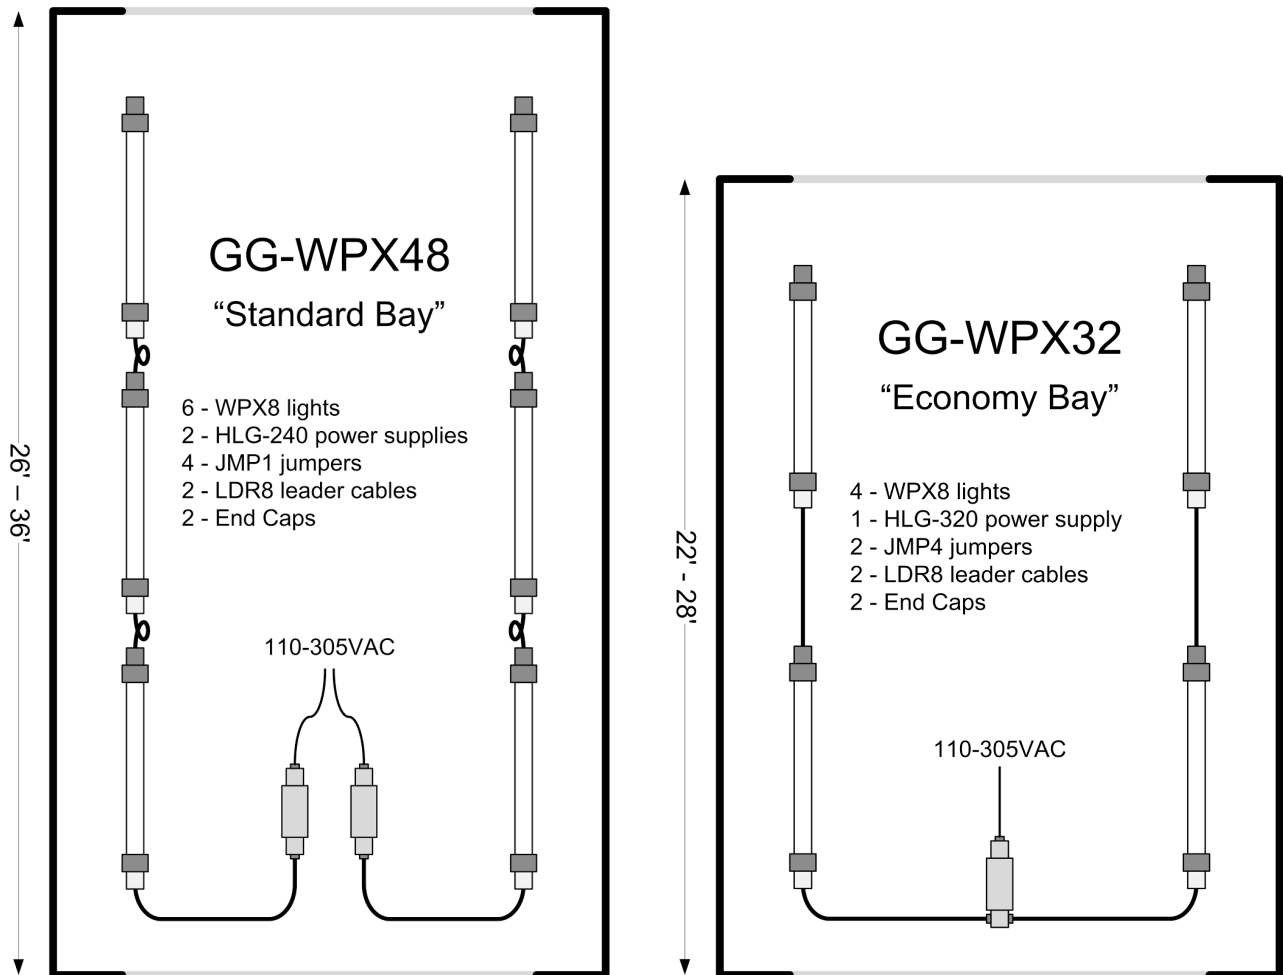 GG-WPX48
“Standard Bay”
6 - WPX8 lights
2 - HLG-240 power supplies
4 - JMP1 jumpers
2 - LDR8 leader cables
2 - End Caps
110-305VAC
26' – 36'
GG-WPX32
“Economy Bay”
4 - WPX8 lights
1 - HLG-320 power supply
2 - JMP4 jumpers
2 - LDR8 leader cables
2 - End Caps
110-305VAC
22' - 28'